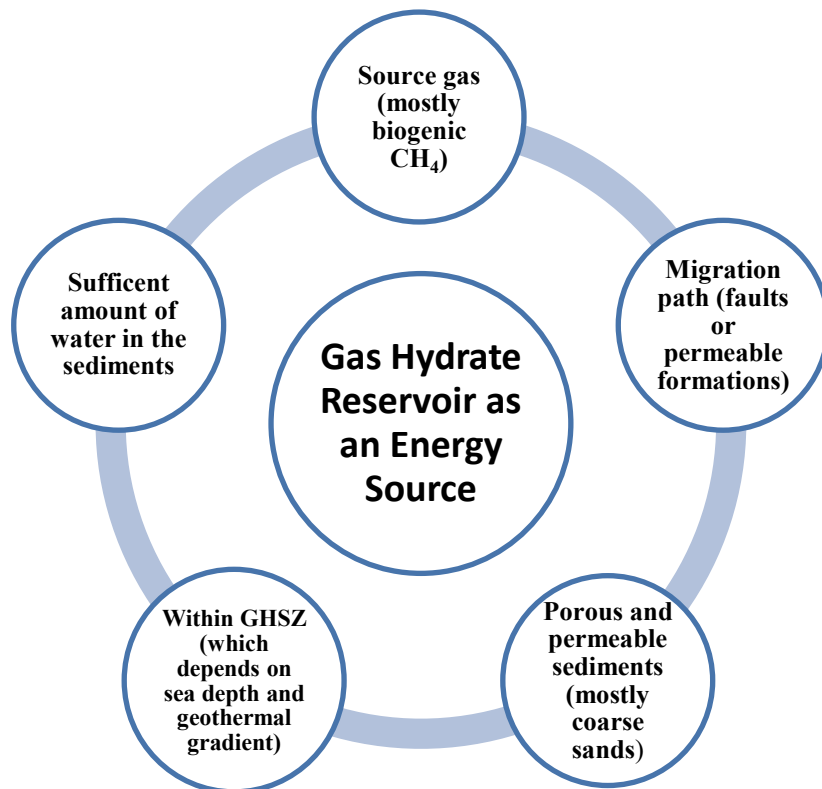 Source gas
(mostly
biogenic
CH₄)
Migration
path (faults
or
permeable
formations)
Porous and
permeable
sediments
(mostly
coarse
sands)
Within GHSZ
(which
depends on
sea depth and
geothermal
gradient)
Sufficent
amount of
water in the
sediments
Gas Hydrate
Reservoir as
an Energy
Source